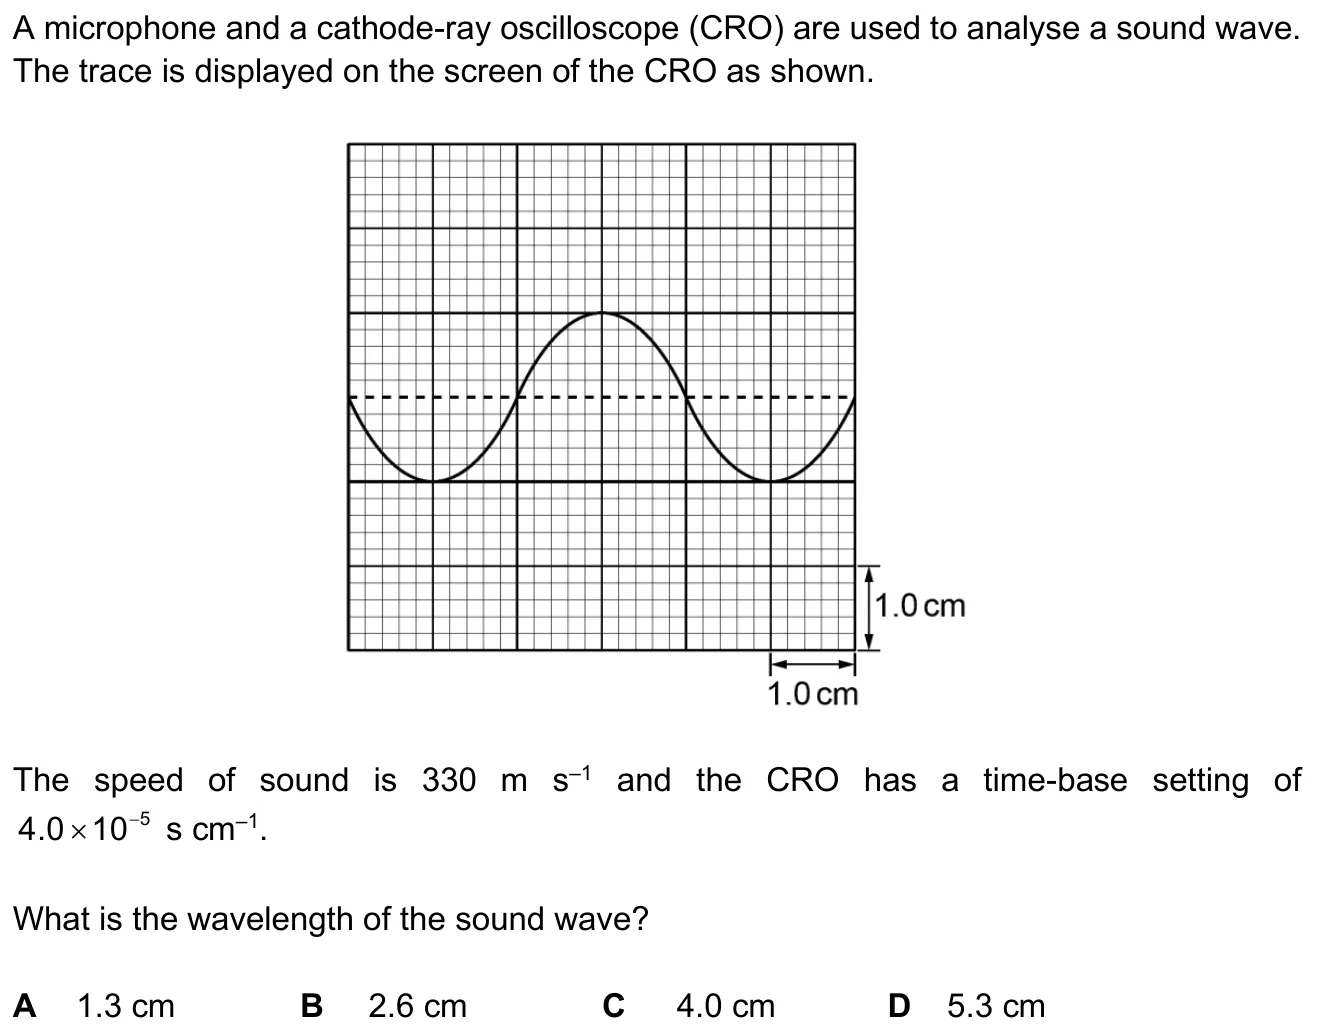 A microphone and a cathode-ray oscilloscope (CRO) are used to analyse a sound wave.
The trace is displayed on the screen of the CRO as shown.
1.0 cm
1.0 cm
The speed of sound is 330 m s⁻¹ and the CRO has a time-base setting of
4.0 × 10⁻⁵ s cm⁻¹.
What is the wavelength of the sound wave?
A 1.3 cm B 2.6 cm C 4.0 cm D 5.3 cm